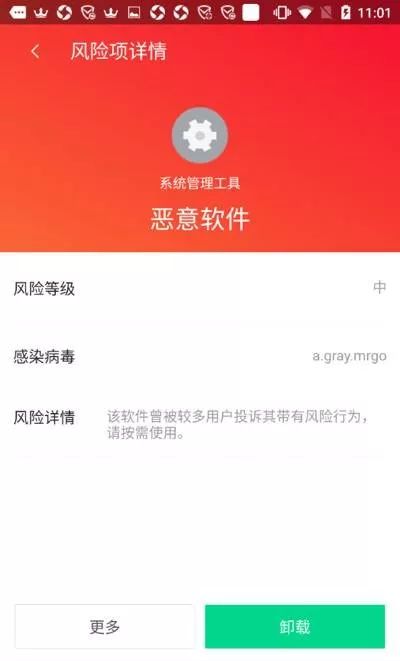 11:01
风险项详情
系统管理工具
恶意软件
风险等级
中
感染病毒
a.gray.mrgo
风险详情
该软件曾被较多用户投诉其带有风险行为，
请按需使用。
更多
卸载